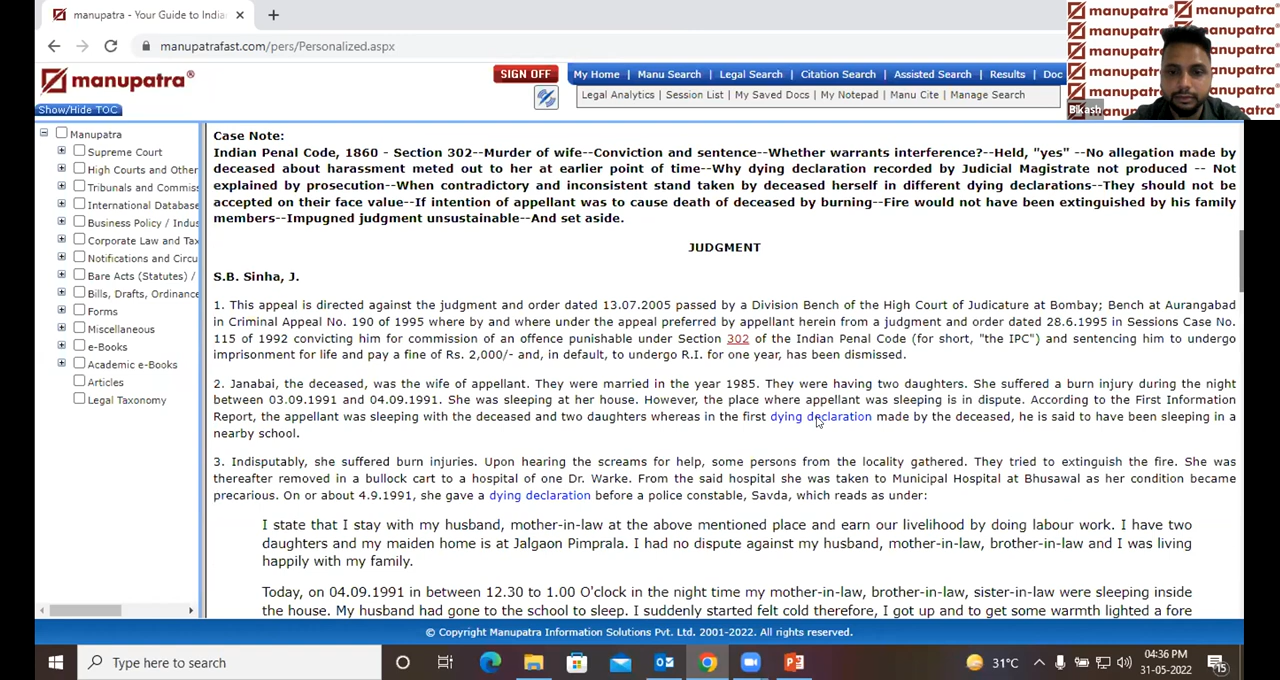 manupatra - Your Guide to India
manupatrafast.com/pers/Personalized.aspx
manupatra
SIGN OFF
My Home | Manu Search | Legal Search | Citation Search | Assisted Search | Results | Doc
Legal Analytics | Session List | My Saved Docs | My Notepad | Manu Cite | Manage Search
manupatra manupatra
manupatra
manupatra
manupatra
manupatra
Bikash
Show/Hide TOC
Manupatra
Supreme Court
High Courts and Other
Tribunals and Commiss
International Database
Business Policy / Indus
Corporate Law and Tax
Notifications and Circu
Bare Acts (Statutes) /
Bills, Drafts, Ordinance
Forms
Miscellaneous
e-Books
Academic e-Books
Articles
Legal Taxonomy
Case Note:
Indian Penal Code, 1860 - Section 302--Murder of wife--Conviction and sentence--Whether warrants interference?--Held, "yes" --No allegation made by
deceased about harassment meted out to her at earlier point of time--Why dying declaration recorded by Judicial Magistrate not produced -- Not
explained by prosecution--When contradictory and inconsistent stand taken by deceased herself in different dying declarations--They should not be
accepted on their face value--If intention of appellant was to cause death of deceased by burning--Fire would not have been extinguished by his family
members--Impugned judgment unsustainable--And set aside.
JUDGMENT
S.B. Sinha, J.
1. This appeal is directed against the judgment and order dated 13.07.2005 passed by a Division Bench of the High Court of Judicature at Bombay; Bench at Aurangabad
in Criminal Appeal No. 190 of 1995 where by and where under the appeal preferred by appellant herein from a judgment and order dated 28.6.1995 in Sessions Case No.
115 of 1992 convicting him for commission of an offence punishable under Section 302 of the Indian Penal Code (for short, "the IPC") and sentencing him to undergo
imprisonment for life and pay a fine of Rs. 2,000/- and, in default, to undergo R.I. for one year, has been dismissed.
2. Janabai, the deceased, was the wife of appellant. They were married in the year 1985. They were having two daughters. She suffered a burn injury during the night
between 03.09.1991 and 04.09.1991. She was sleeping at her house. However, the place where appellant was sleeping is in dispute. According to the First Information
Report, the appellant was sleeping with the deceased and two daughters whereas in the first dying declaration made by the deceased, he is said to have been sleeping in a
nearby school.
3. Indisputably, she suffered burn injuries. Upon hearing the screams for help, some persons from the locality gathered. They tried to extinguish the fire. She was
thereafter removed in a bullock cart to a hospital of one Dr. Warke. From the said hospital she was taken to Municipal Hospital at Bhusawal as her condition became
precarious. On or about 4.9.1991, she gave a dying declaration before a police constable, Savda, which reads as under:
I state that I stay with my husband, mother-in-law at the above mentioned place and earn our livelihood by doing labour work. I have two
daughters and my maiden home is at Jalgaon Pimprala. I had no dispute against my husband, mother-in-law, brother-in-law and I was living
happily with my family.
Today, on 04.09.1991 in between 12.30 to 1.00 O'clock in the night time my mother-in-law, brother-in-law, sister-in-law were sleeping inside
the house. My husband had gone to the school to sleep. I suddenly started felt cold therefore, I got up and to get some warmth lighted a fore
© Copyright Manupatra Information Solutions Pvt. Ltd. 2001-2022. All rights reserved.
Type here to search
31°C
04:36 PM
31-05-2022
15